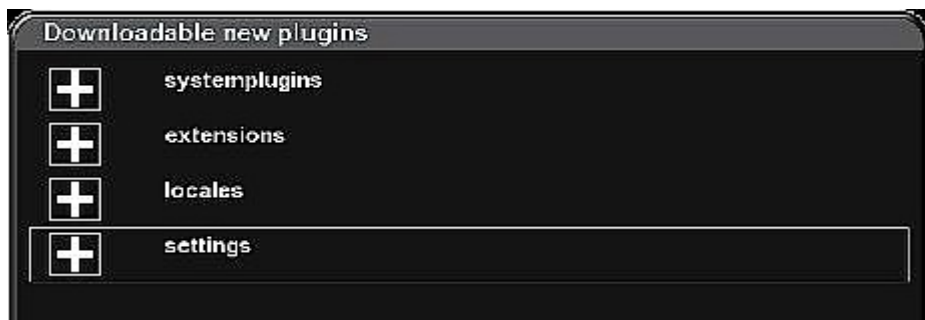 Downloadable new plugins
systemplugins
extensions
locales
settings